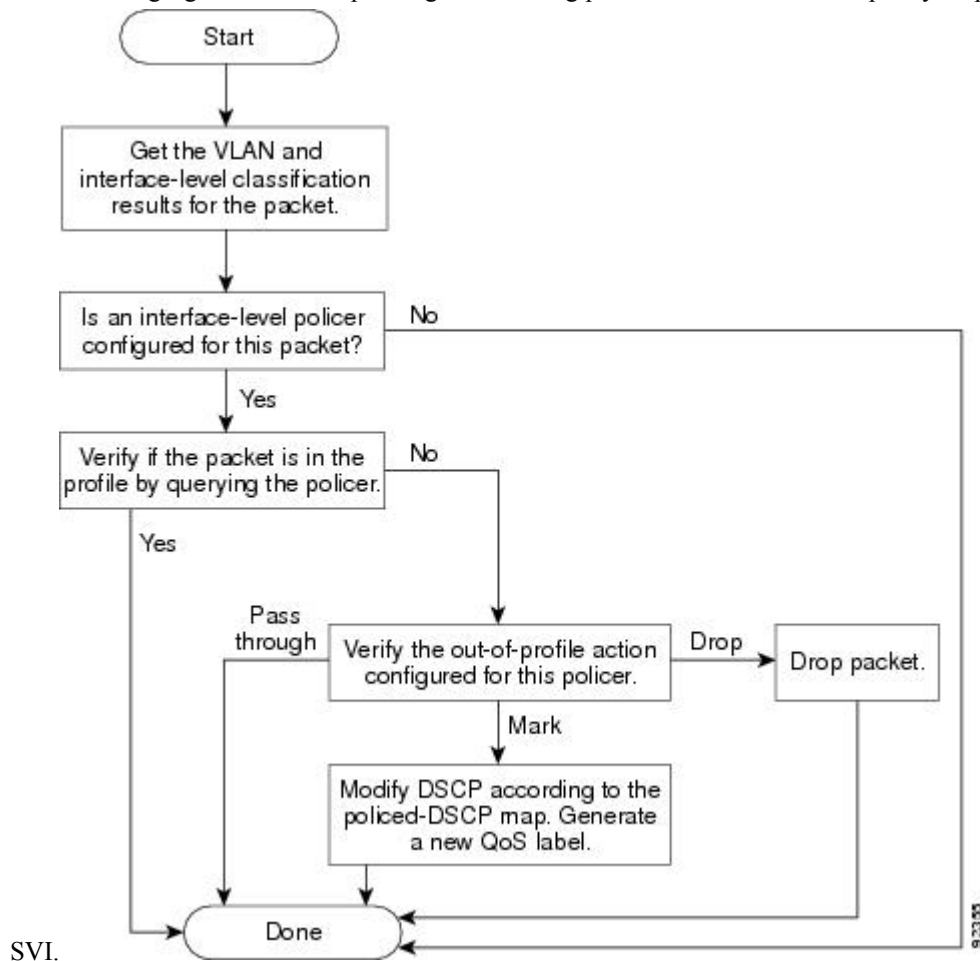 Start
Get the VLAN and
interface-level classification
results for the packet.
Is an interface-level policer
configured for this packet?
No
Yes
Verify if the packet is in the
profile by querying the policer.
No
Yes
Pass
through
Verify the out-of-profile action
configured for this policer.
Drop
Drop packet.
Mark
Modify DSCP according to the
policed-DSCP map. Generate
a new QoS label.
Done
92355
SVI.